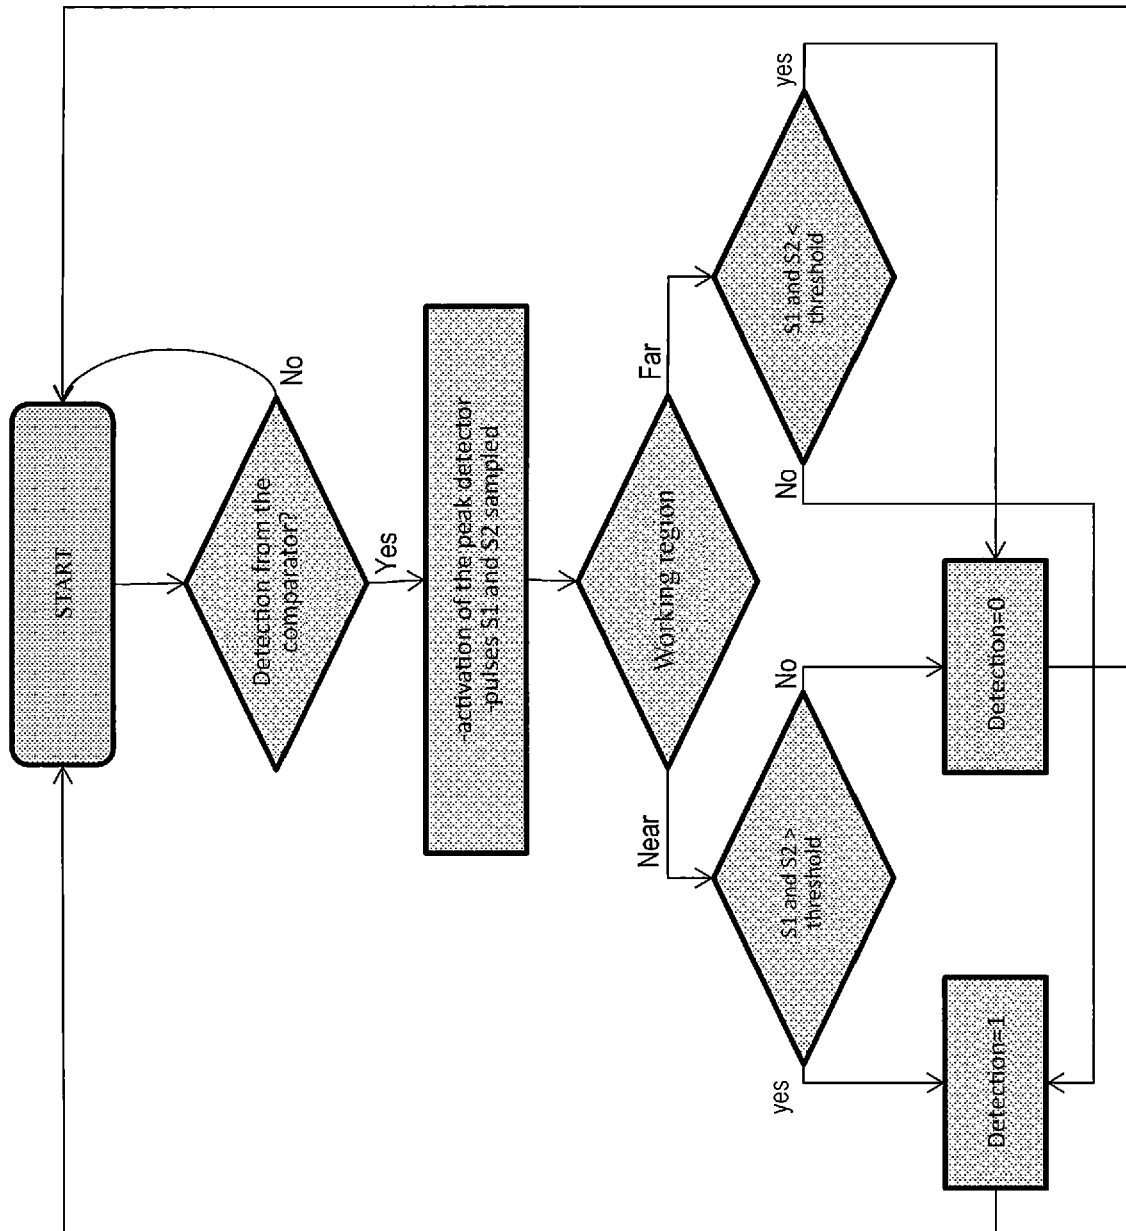 START
Detection from the
comparator?
No
Yes
-activation of the peak detector
-pulses S1 and S2 sampled
Working region
Near
Far
S1 and S2 >
threshold
S1 and S2 <
threshold
yes
No
No
yes
Detection=1
Detection=0